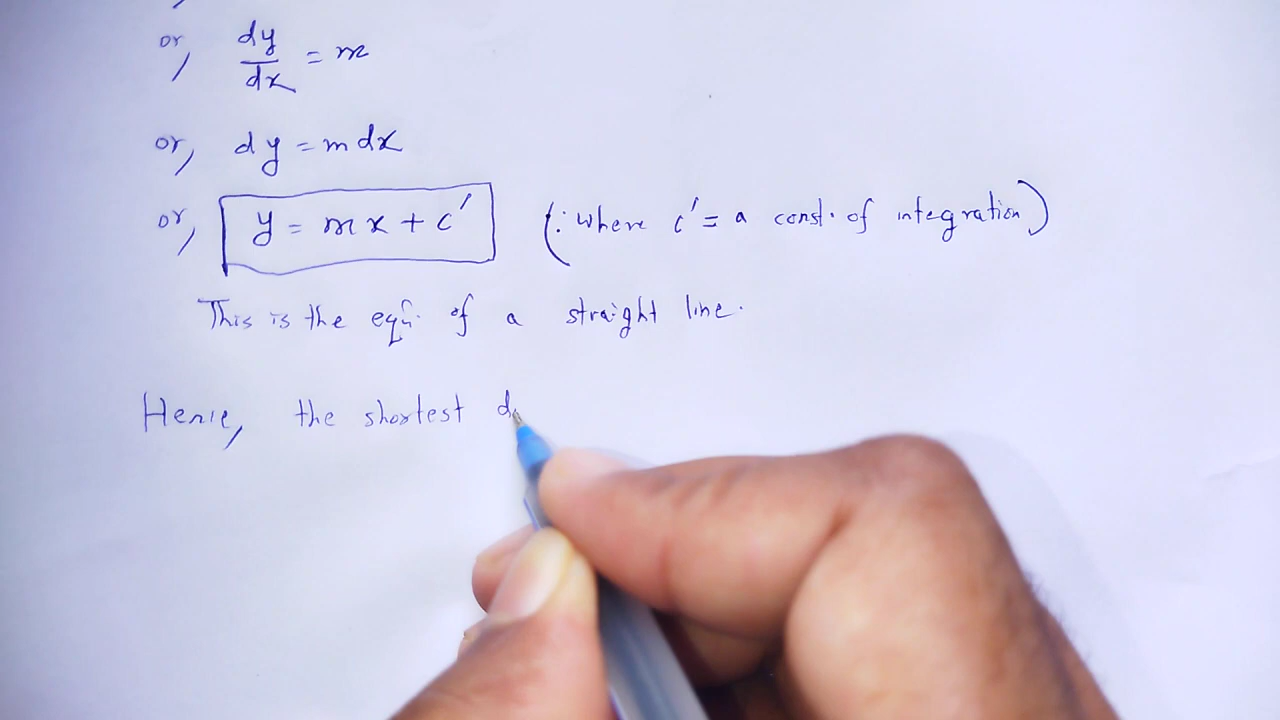 or, dy/dx = m
or, dy = m dx
or, y = mx + c' (∵ where c' = a const. of integration)
This is the eqn. of a straight line.
Hence, the shortest